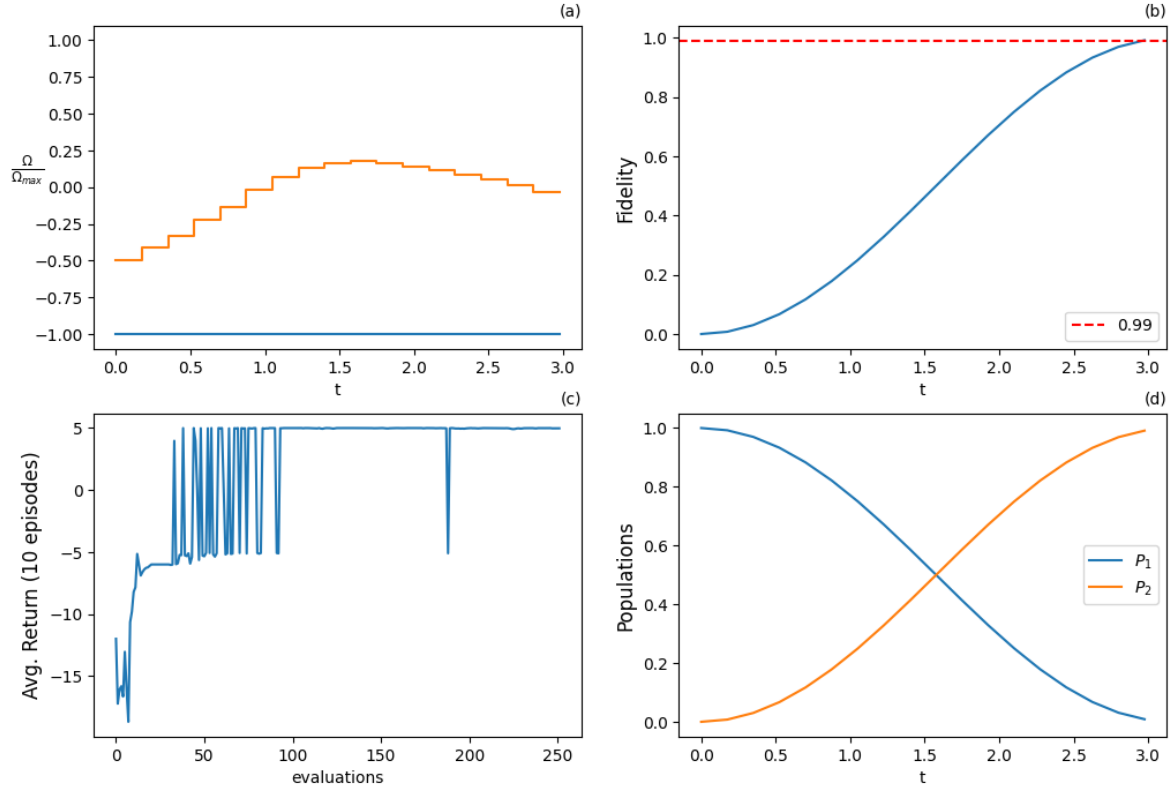 (a)
1.00
0.75
0.50
0.25
0.00
−0.25
−0.50
−0.75
−1.00
Ω
Ω_max
0.0 0.5 1.0 1.5 2.0 2.5 3.0
t
(b)
1.0
0.8
0.6
0.4
0.2
0.0
Fidelity
0.99
0.0 0.5 1.0 1.5 2.0 2.5 3.0
t
(c)
5
0
−5
−10
−15
Avg. Return (10 episodes)
0 50 100 150 200 250
evaluations
(d)
1.0
0.8
0.6
0.4
0.2
0.0
Populations
P₁
P₂
0.0 0.5 1.0 1.5 2.0 2.5 3.0
t